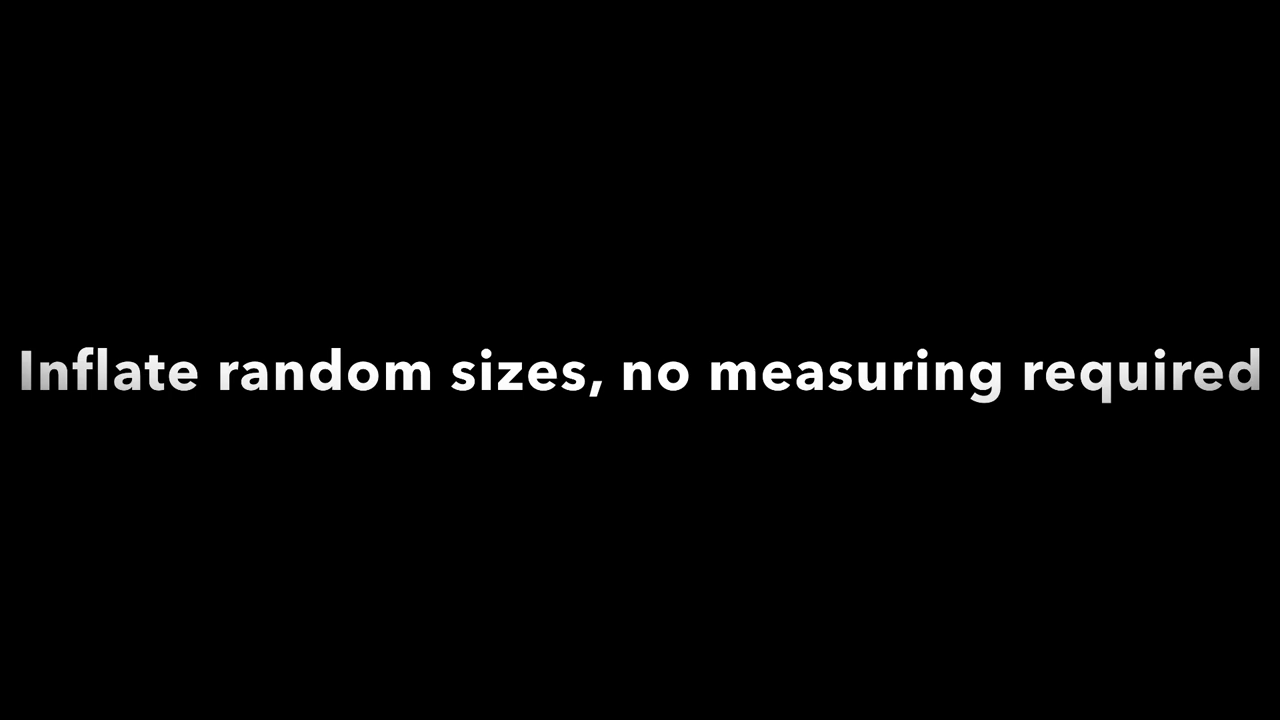 Inflate random sizes, no measuring required